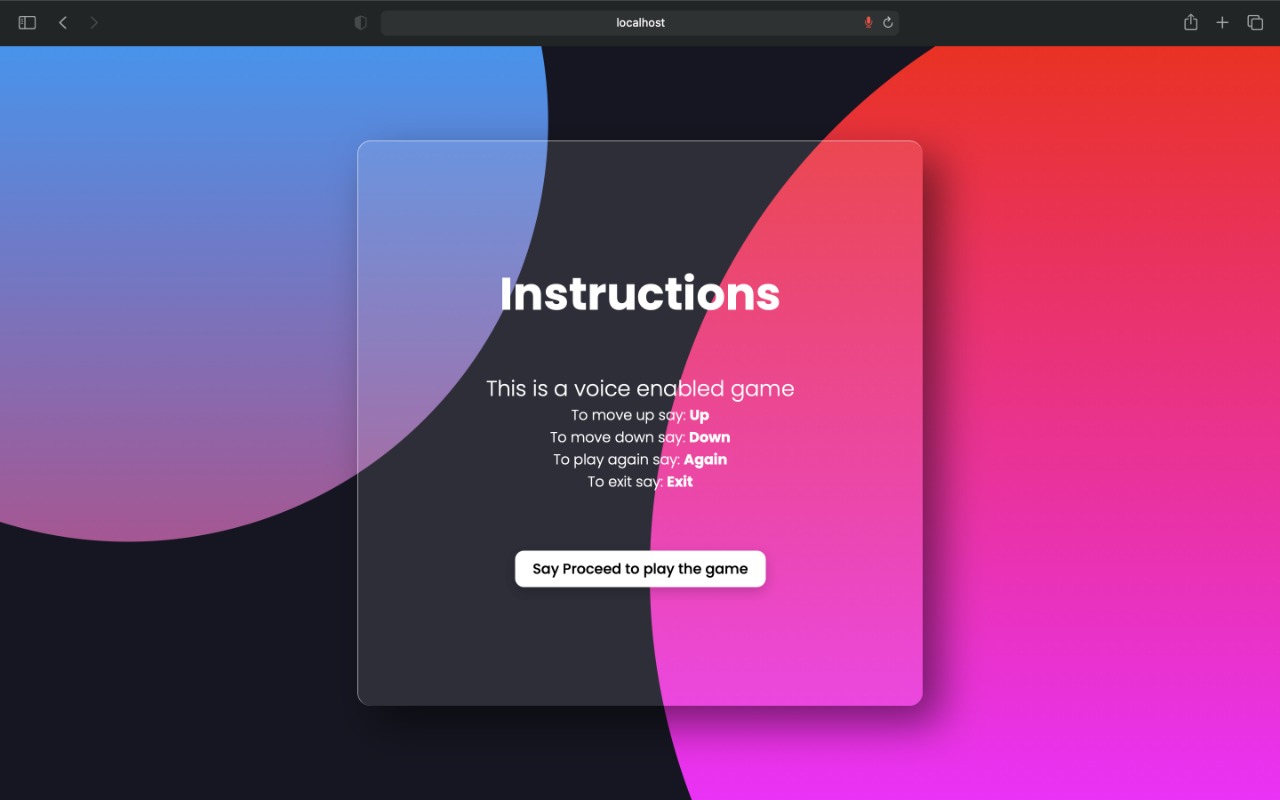 localhost
Instructions
This is a voice enabled game
To move up say: Up
To move down say: Down
To play again say: Again
To exit say: Exit
Say Proceed to play the game